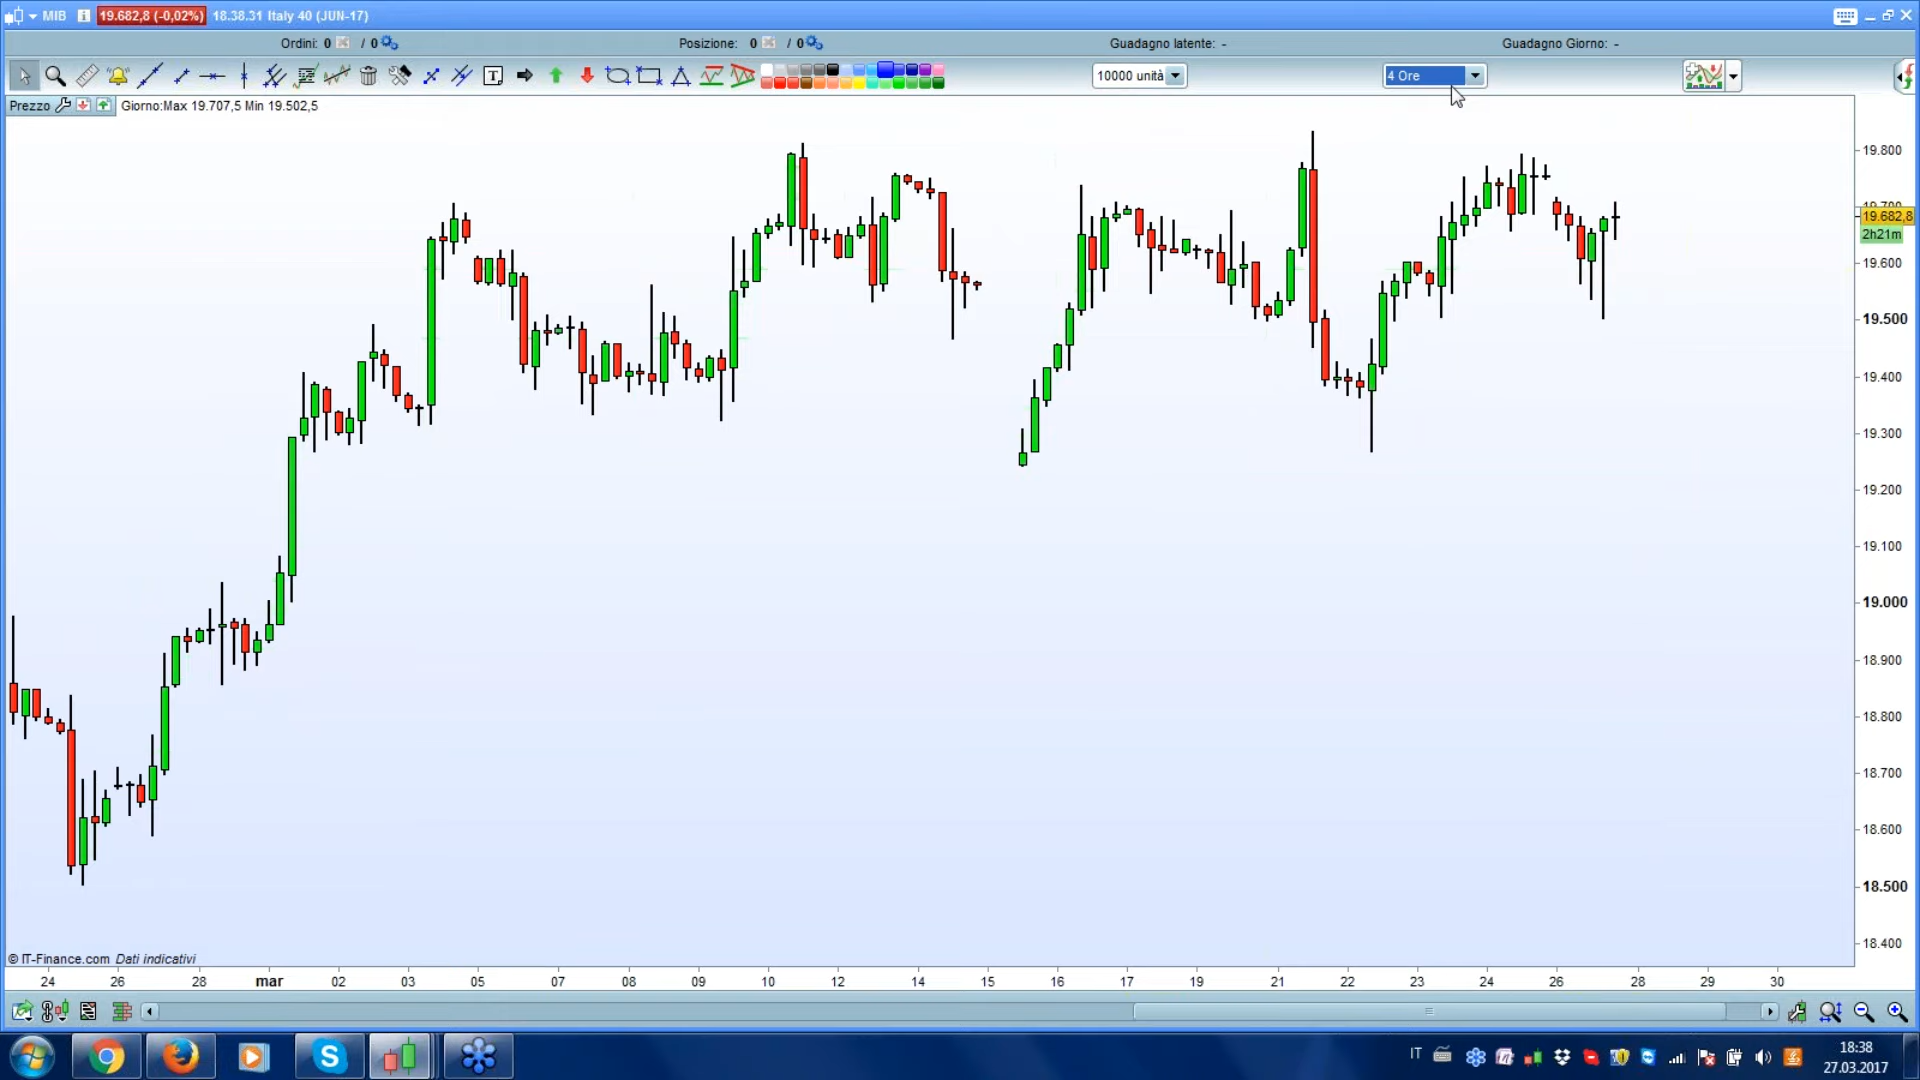 MIB 19.682,8 (-0,02%) 18.38.31 Italy 40 (JUN-17)
Ordini: 0 / 0 Posizione: 0 / 0 Guadagno latente: - Guadagno Giorno: -
10000 unità 4 Ore
Prezzo Giorno:Max 19.707,5 Min 19.502,5
19.800
19.700
19.682,8
2h21m
19.600
19.500
19.400
19.300
19.200
19.100
19.000
18.900
18.800
18.700
18.600
18.500
18.400
© IT-Finance.com Dati indicativi
24 26 28 mar 02 03 05 07 08 09 10 12 14 15 16 17 19 21 22 23 24 26 28 29 30
IT 18:38
27.03.2017